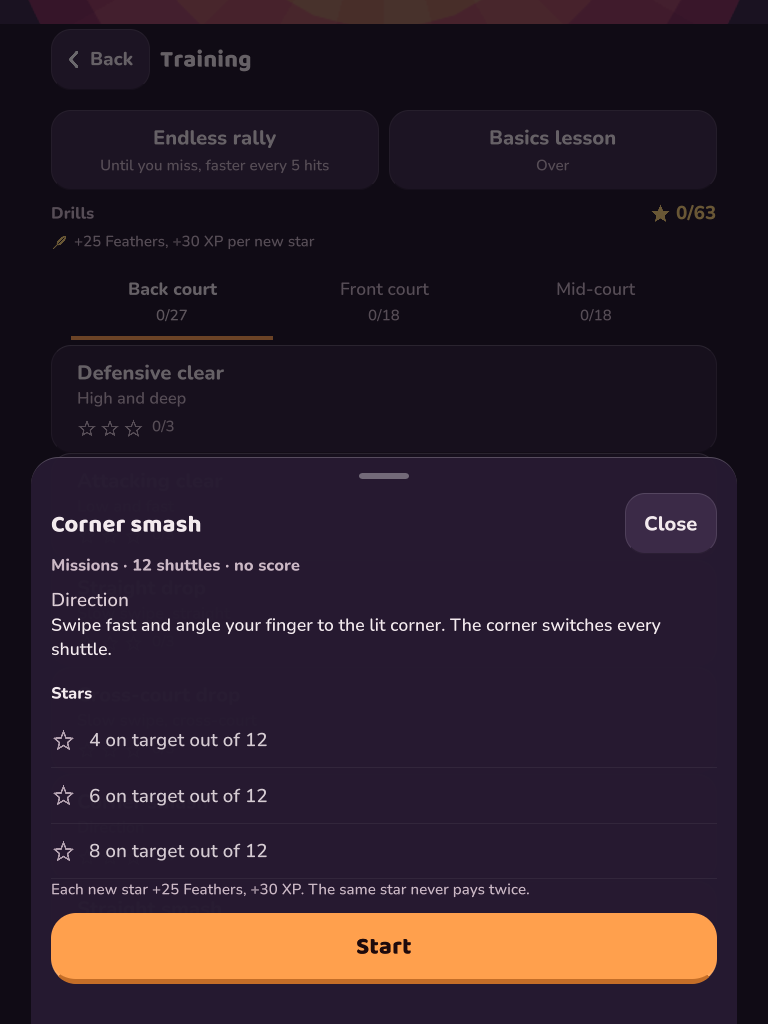 Back
Training
Endless rally
Until you miss, faster every 5 hits
Basics lesson
Over
Drills
0/63
+25 Feathers, +30 XP per new star
Back court
0/27
Front court
0/18
Mid-court
0/18
Defensive clear
High and deep
0/3
Corner smash
Close
Missions · 12 shuttles · no score
Direction
Swipe fast and angle your finger to the lit corner. The corner switches every
shuttle.
Stars
4 on target out of 12
6 on target out of 12
8 on target out of 12
Each new star +25 Feathers, +30 XP. The same star never pays twice.
Start